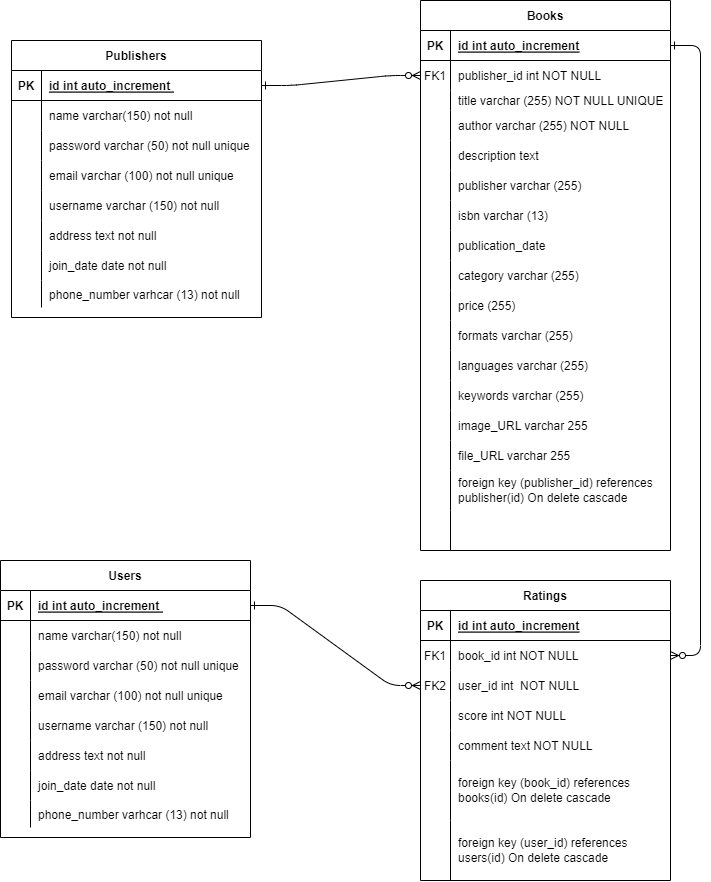 Publishers
PK id int auto_increment
name varchar(150) not null
password varchar (50) not null unique
email varchar (100) not null unique
username varchar (150) not null
address text not null
join_date date not null
phone_number varhcar (13) not null
Books
PK id int auto_increment
FK1 publisher_id int NOT NULL
title varchar (255) NOT NULL UNIQUE
author varchar (255) NOT NULL
description text
publisher varchar (255)
isbn varchar (13)
publication_date
category varchar (255)
price (255)
formats varchar (255)
languages varchar (255)
keywords varchar (255)
image_URL varchar 255
file_URL varchar 255
foreign key (publisher_id) references
publisher(id) On delete cascade
Users
PK id int auto_increment
name varchar(150) not null
password varchar (50) not null unique
email varchar (100) not null unique
username varchar (150) not null
address text not null
join_date date not null
phone_number varhcar (13) not null
Ratings
PK id int auto_increment
FK1 book_id int NOT NULL
FK2 user_id int NOT NULL
score int NOT NULL
comment text NOT NULL
foreign key (book_id) references
books(id) On delete cascade
foreign key (user_id) references
users(id) On delete cascade